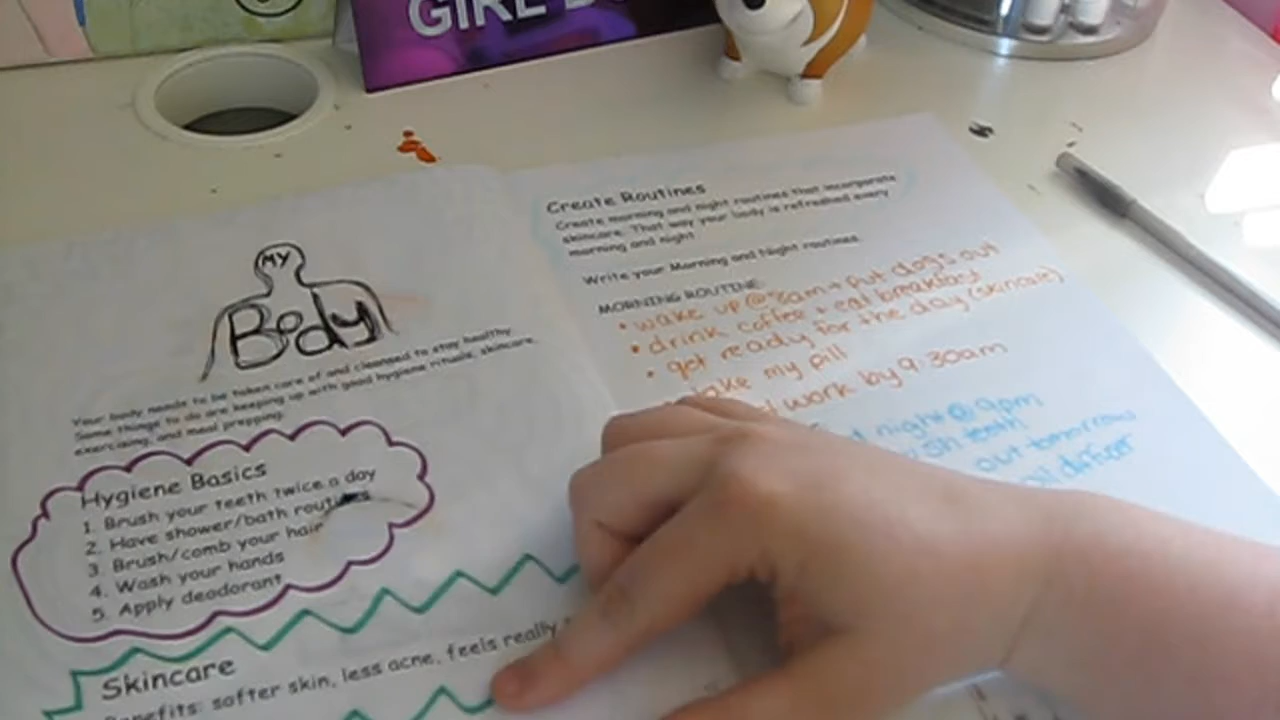 GIRL
MY
Body
Your body needs to be taken care of and cleansed to stay healthy.
Some things to do are keeping up with good hygiene rituals, skincare,
exercising, and meal prepping.
Hygiene Basics
1. Brush your teeth twice a day
2. Have shower/bath routines
3. Brush/comb your hair
4. Wash your hands
5. Apply deodorant
Skincare
Benefits: softer skin, less acne, feels really
Create Routines
Create morning and night routines that incorporate
skincare. That way your body is refreshed every
morning and night
Write your Morning and Night routines.
MORNING ROUTINE:
• wake up @ 8am + put dogs out
• drink coffee + eat breakfast
• get ready for the day (skincare)
take my pill
work by 9:30am
night @ 9pm
teeth
out tomorrow